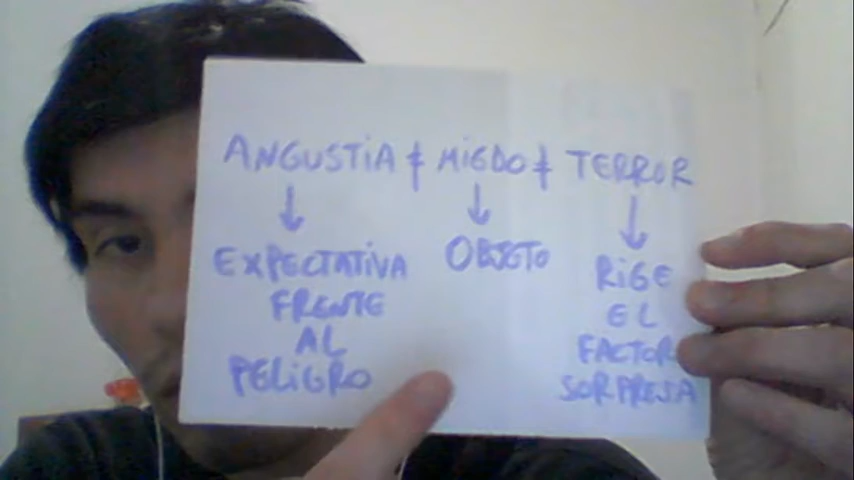 ANGUSTIA ≠ MIEDO ≠ TERROR
↓ ↓ ↓
EXPECTATIVA
FRENTE
AL
PELIGRO
OBJETO
RIGE
EL
FACTOR
SORPRESA